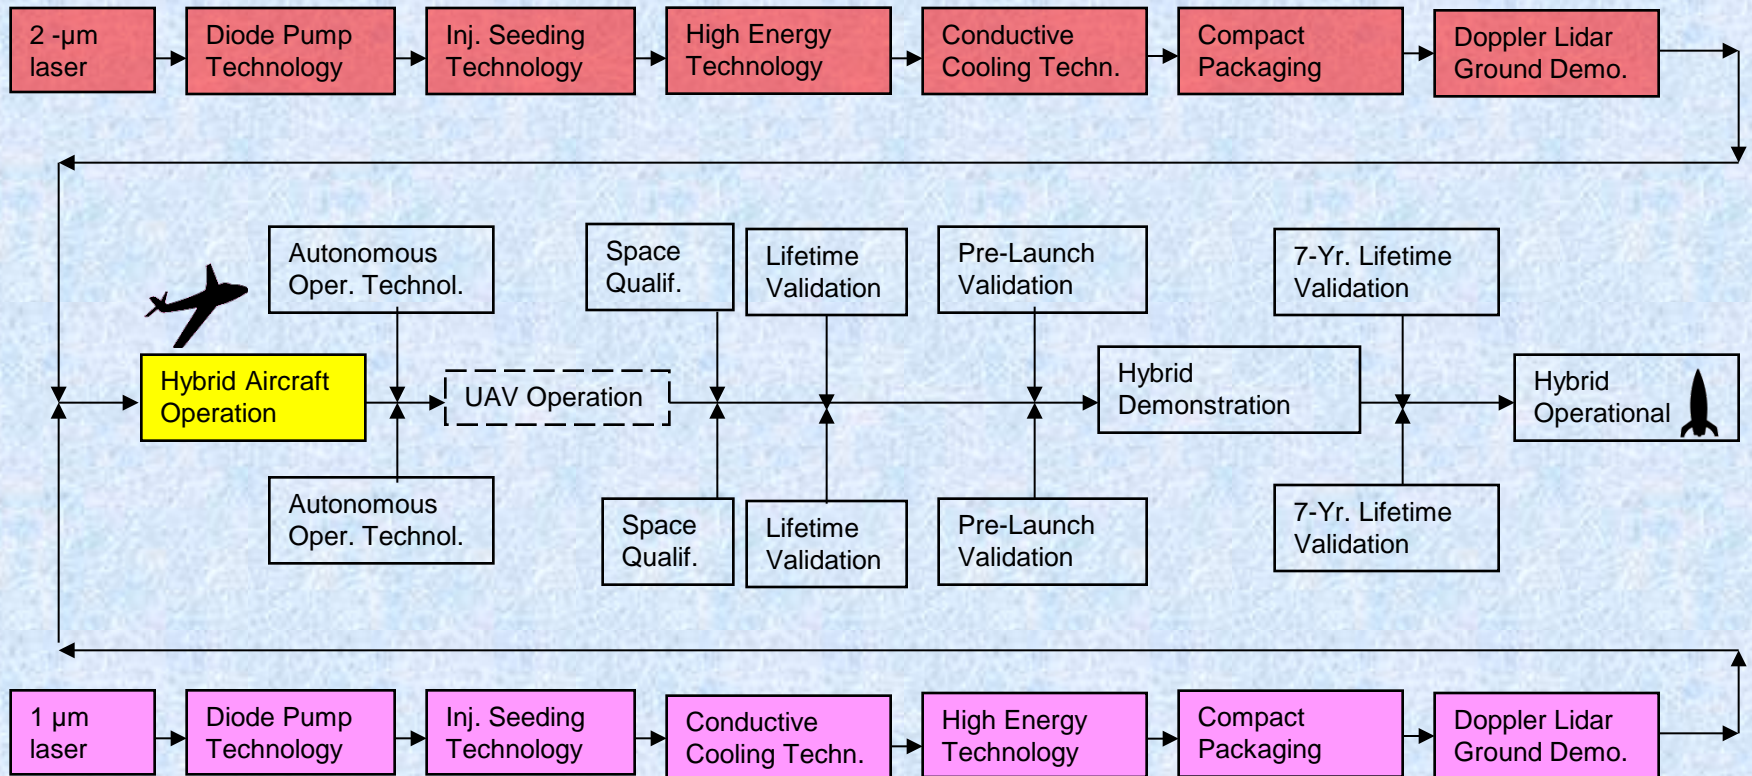 2 -µm
laser
Diode Pump
Technology
Inj. Seeding
Technology
High Energy
Technology
Conductive
Cooling Techn.
Compact
Packaging
Doppler Lidar
Ground Demo.
Autonomous
Oper. Technol.
Space
Qualif.
Lifetime
Validation
Pre-Launch
Validation
7-Yr. Lifetime
Validation
Hybrid Aircraft
Operation
UAV Operation
Hybrid
Demonstration
Hybrid
Operational
Autonomous
Oper. Technol.
Space
Qualif.
Lifetime
Validation
Pre-Launch
Validation
7-Yr. Lifetime
Validation
1 µm
laser
Diode Pump
Technology
Inj. Seeding
Technology
Conductive
Cooling Techn.
High Energy
Technology
Compact
Packaging
Doppler Lidar
Ground Demo.